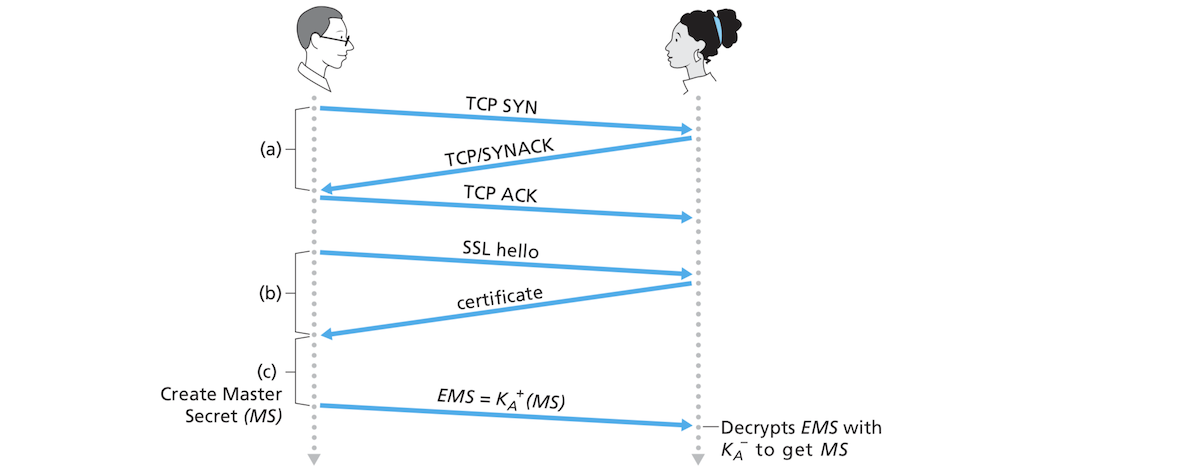 TCP SYN
(a)
TCP/SYNACK
TCP ACK
SSL hello
(b)
certificate
(c)
Create Master
Secret (MS)
EMS = K_A^+(MS)
Decrypts EMS with
K_A^- to get MS